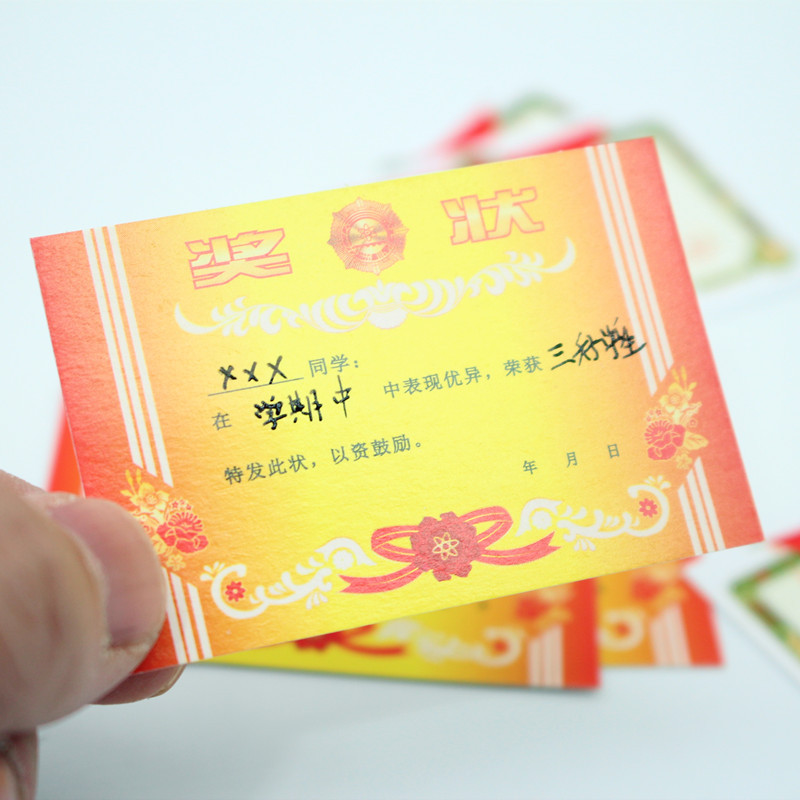 奖状
×××同学：
在 学期中 中表现优异，荣获 三好学生
特发此状，以资鼓励。
年 月 日